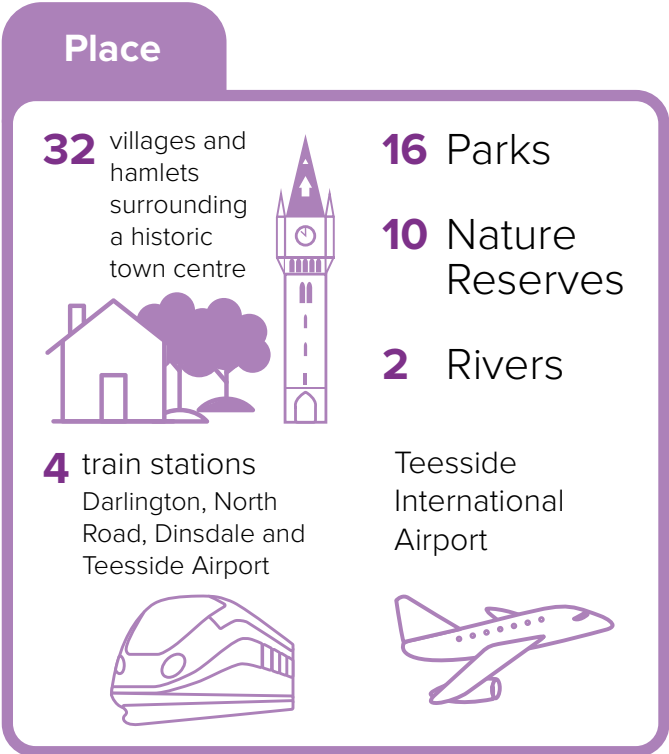 Place
32 villages and
hamlets
surrounding
a historic
town centre
16 Parks
10 Nature
Reserves
2 Rivers
4 train stations
Darlington, North
Road, Dinsdale and
Teesside Airport
Teesside
International
Airport